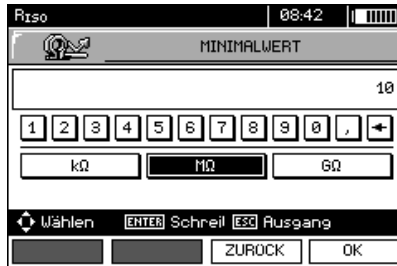 RISO 08:42
MINIMALWERT
10
1 2 3 4 5 6 7 8 9 0 ,
kΩ MΩ GΩ
Wählen ENTER Schreil ESC Ausgang
ZURÜCK OK